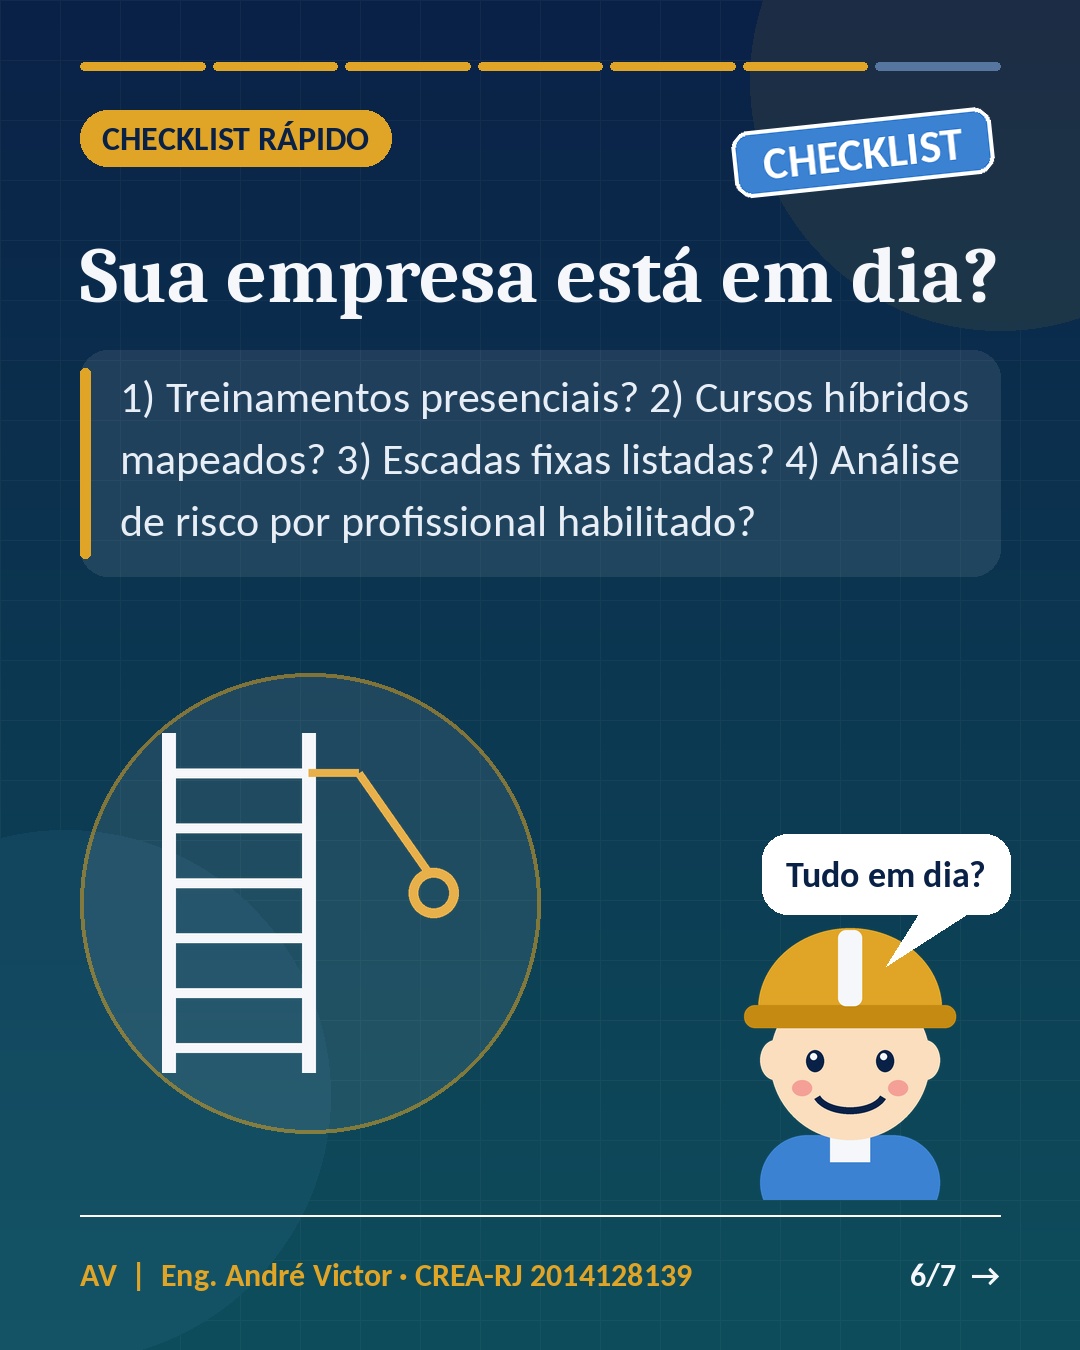 CHECKLIST RÁPIDO
CHECKLIST
Sua empresa está em dia?
1) Treinamentos presenciais? 2) Cursos híbridos
mapeados? 3) Escadas fixas listadas? 4) Análise
de risco por profissional habilitado?
Tudo em dia?
AV | Eng. André Victor · CREA-RJ 2014128139
6/7 →